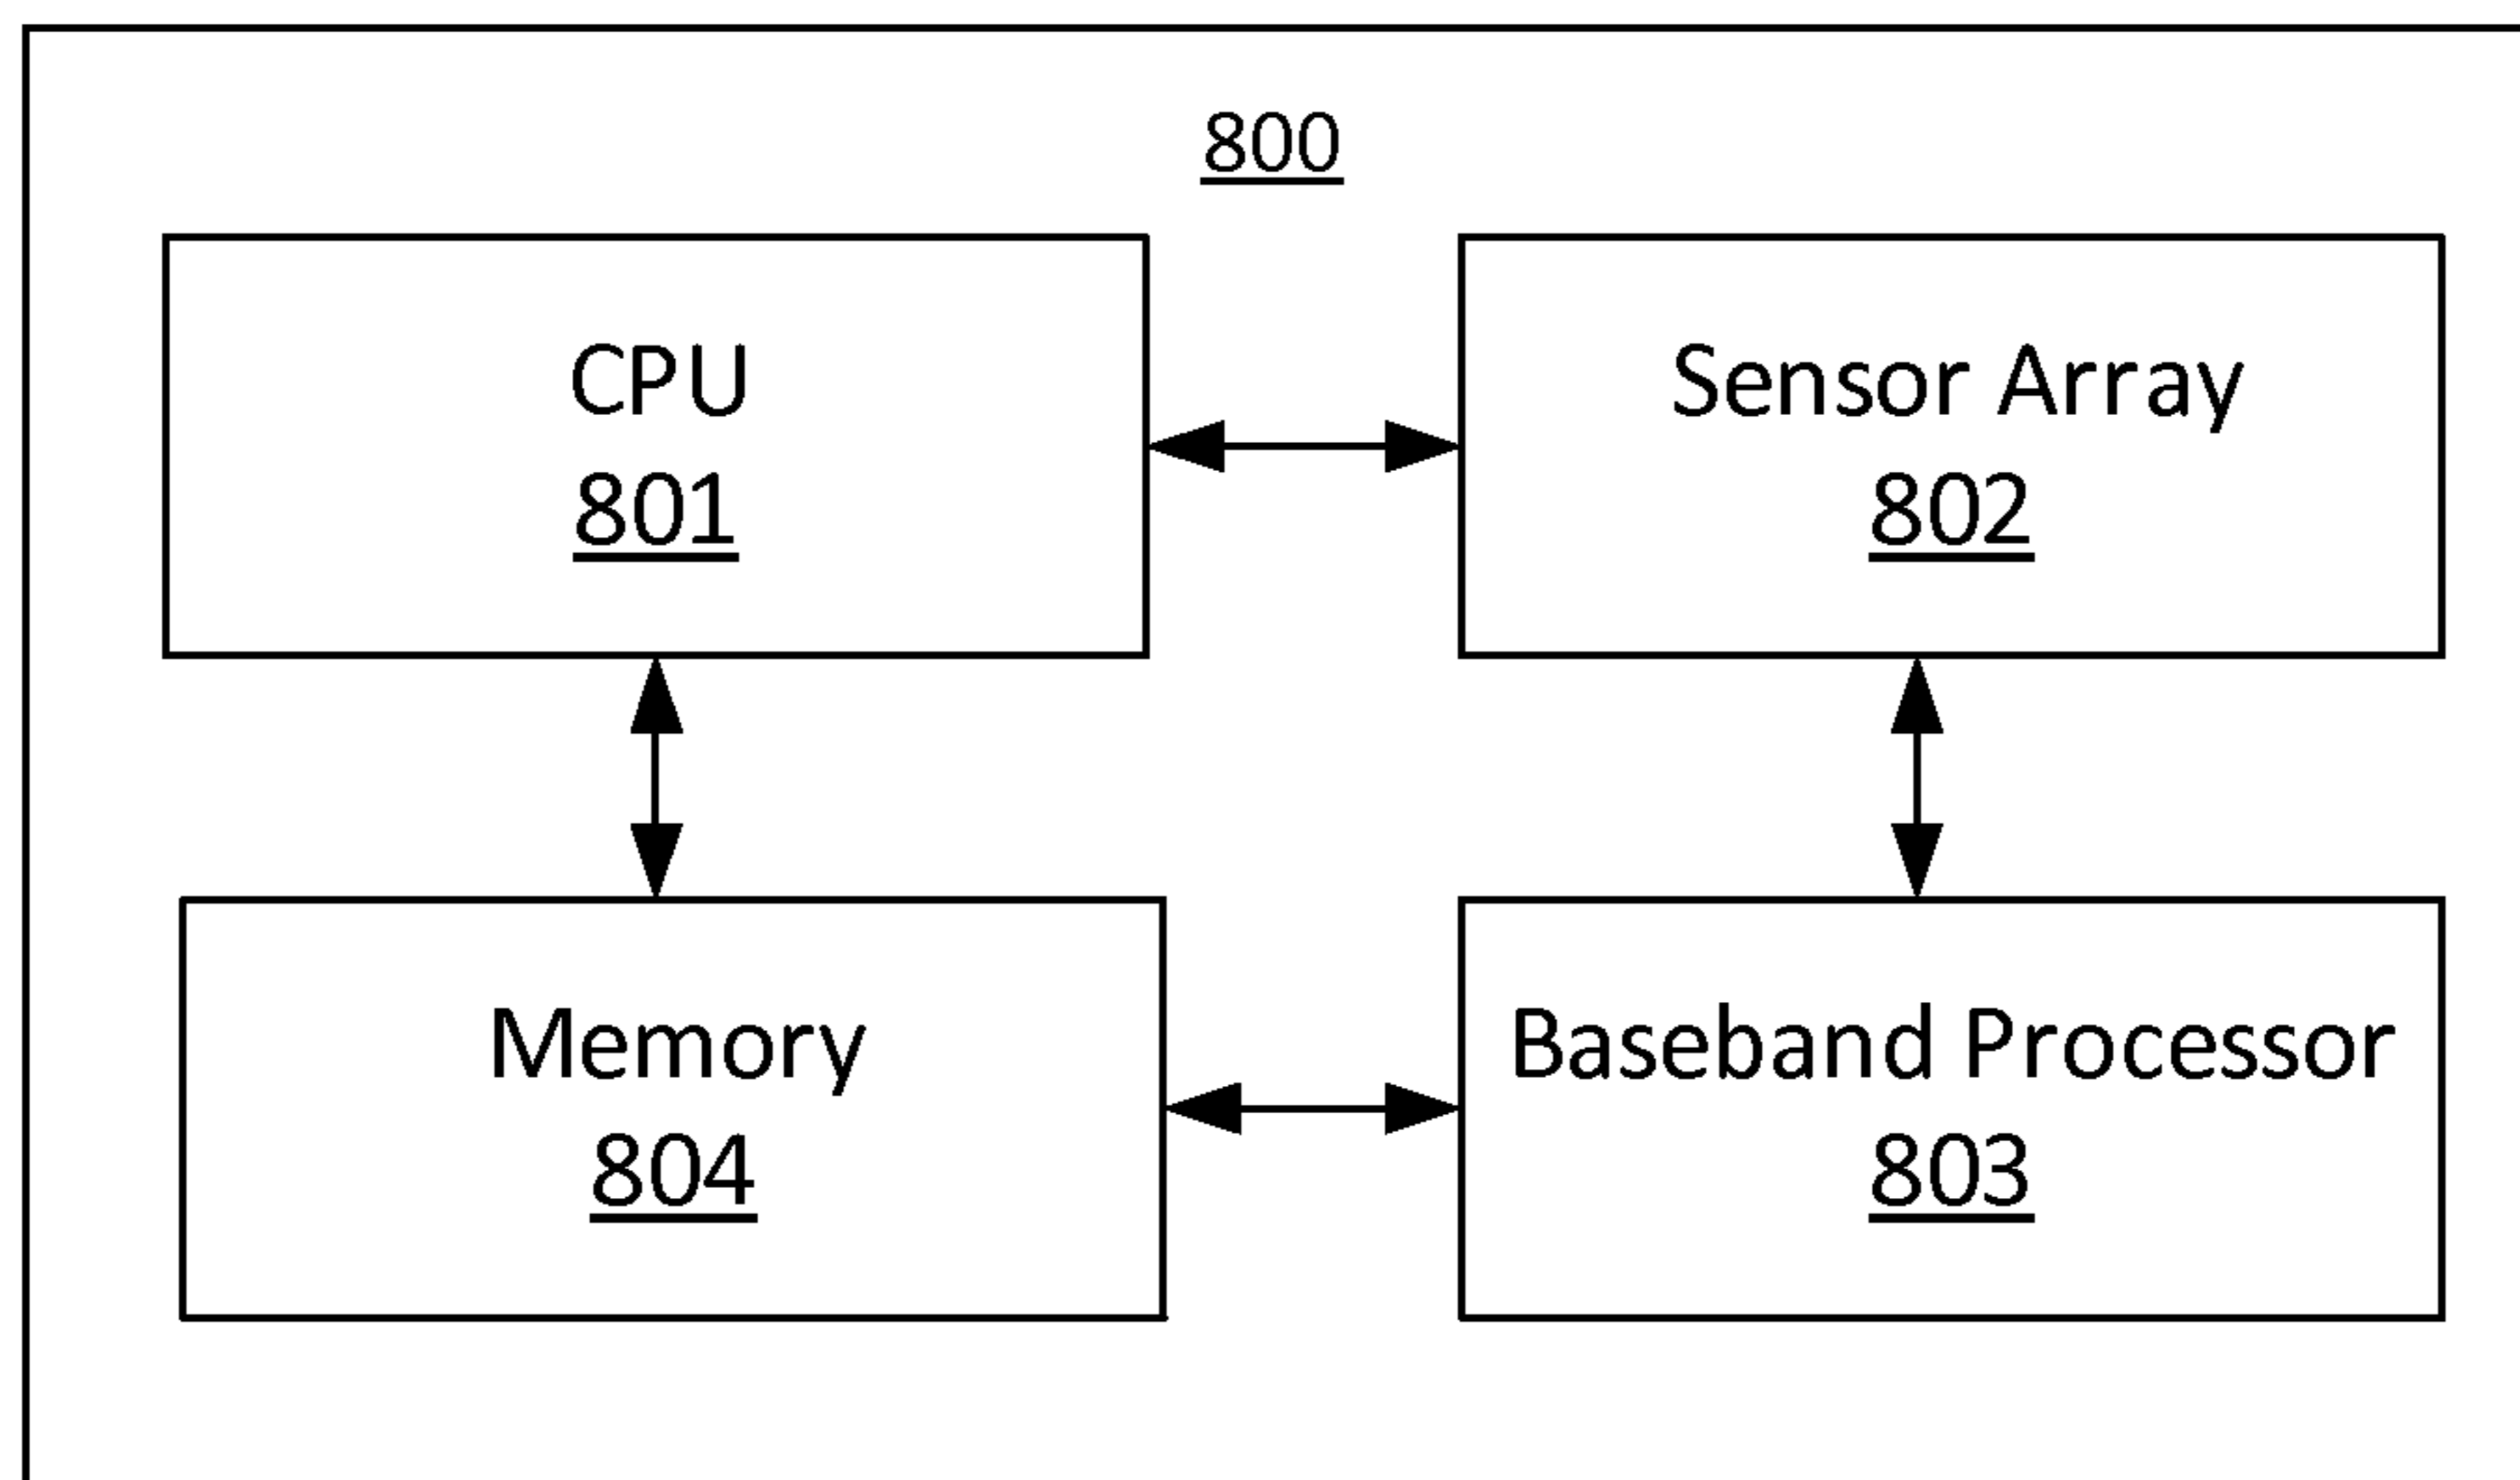 800
CPU
801
Sensor Array
802
Memory
804
Baseband Processor
803